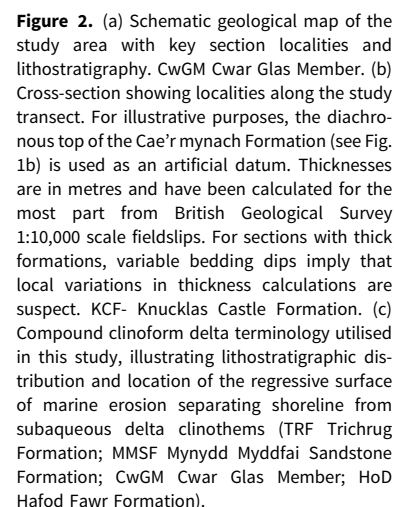 Figure 2. (a) Schematic geological map of the
study area with key section localities and
lithostratigraphy. CwGM Cwar Glas Member. (b)
Cross-section showing localities along the study
transect. For illustrative purposes, the diachro-
nous top of the Cae’r mynach Formation (see Fig.
1b) is used as an artificial datum. Thicknesses
are in metres and have been calculated for the
most part from British Geological Survey
1:10,000 scale fieldslips. For sections with thick
formations, variable bedding dips imply that
local variations in thickness calculations are
suspect. KCF- Knucklas Castle Formation. (c)
Compound clinoform delta terminology utilised
in this study, illustrating lithostratigraphic dis-
tribution and location of the regressive surface
of marine erosion separating shoreline from
subaqueous delta clinothems (TRF Trichrug
Formation; MMSF Mynydd Myddfai Sandstone
Formation; CwGM Cwar Glas Member; HoD
Hafod Fawr Formation).